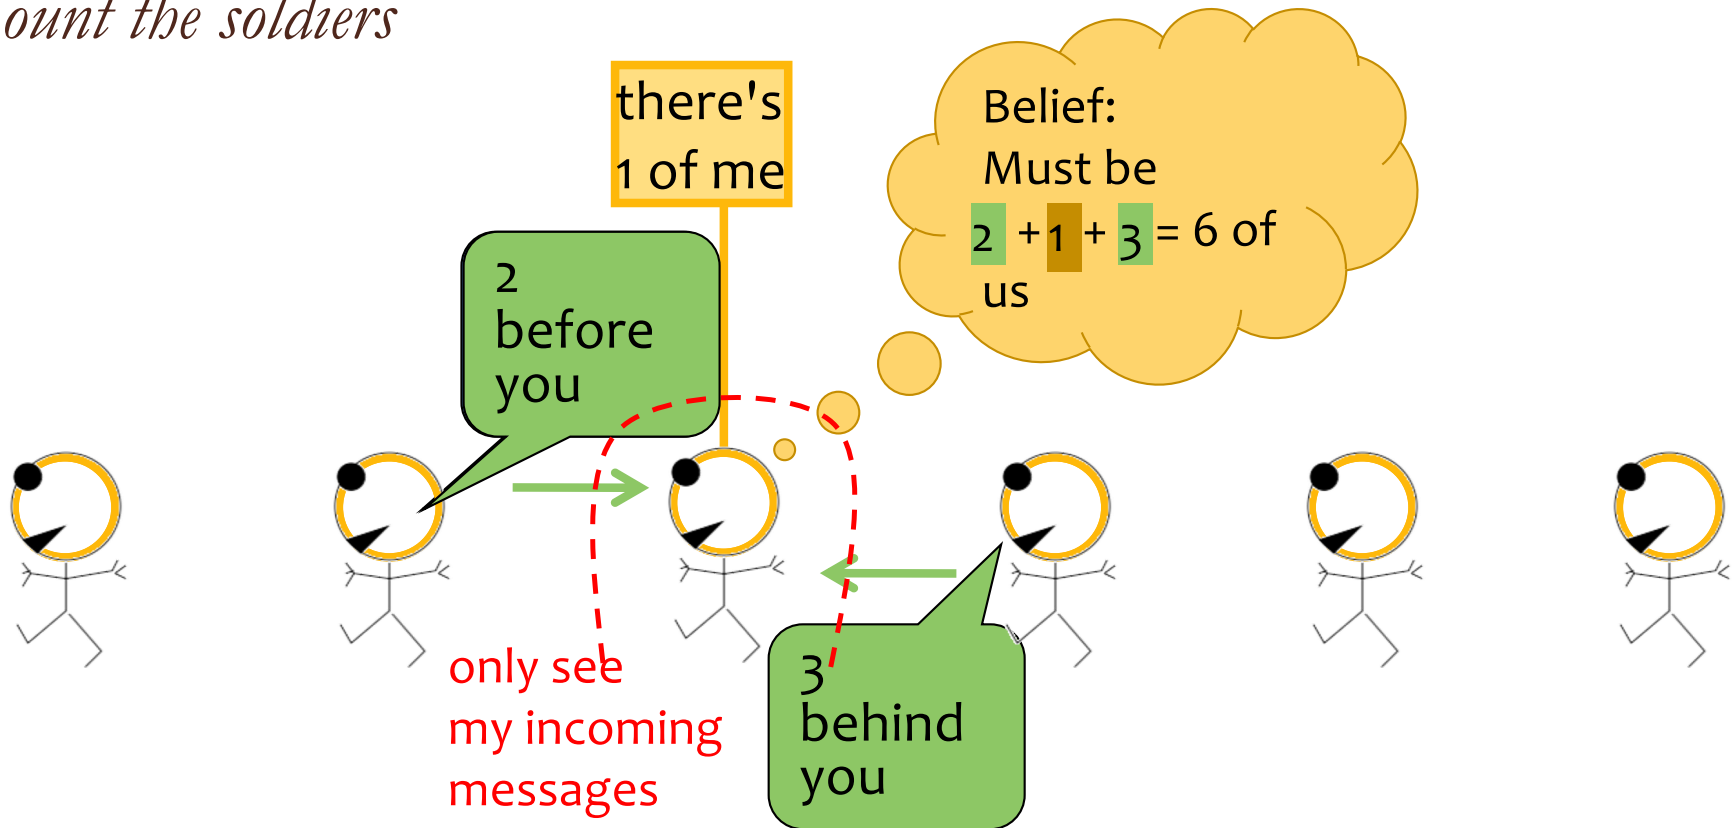 ount the soldiers
there's
1 of me
Belief:
Must be
2 + 1 + 3 = 6 of
us
2
before
you
only see
my incoming
messages
3
behind
you